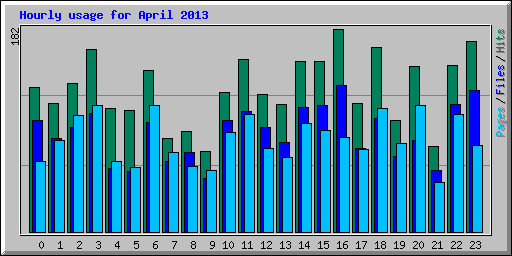 Hourly usage for April 2013
182
Pages / Files / Hits
0 1 2 3 4 5 6 7 8 9 10 11 12 13 14 15 16 17 18 19 20 21 22 23